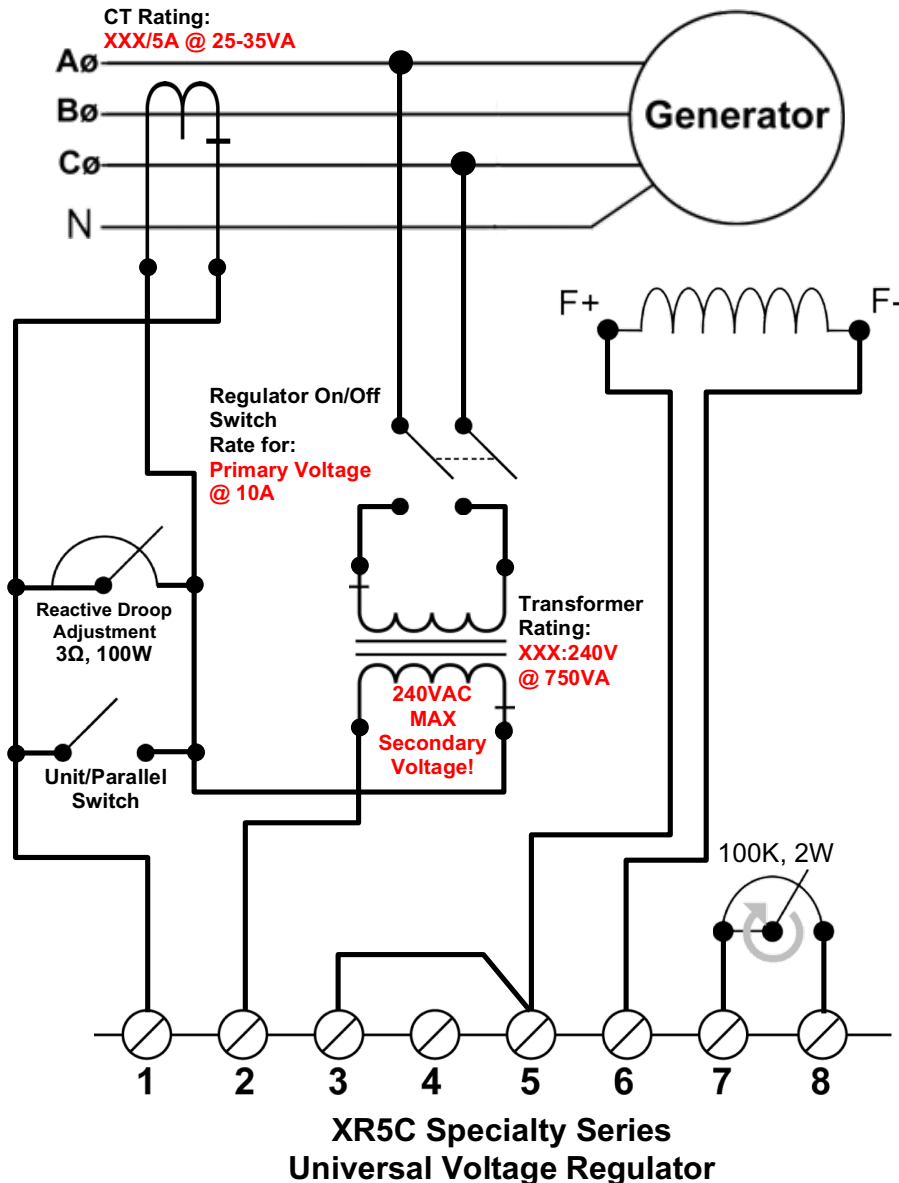 CT Rating:
XXX/5A @ 25-35VA
Aø
Bø
Cø
N
Generator
F+
F-
Regulator On/Off
Switch
Rate for:
Primary Voltage
@ 10A
Reactive Droop
Adjustment
3Ω, 100W
Transformer
Rating:
XXX:240V
@ 750VA
240VAC
MAX
Secondary
Voltage!
Unit/Parallel
Switch
100K, 2W
1 2 3 4 5 6 7 8
XR5C Specialty Series
Universal Voltage Regulator